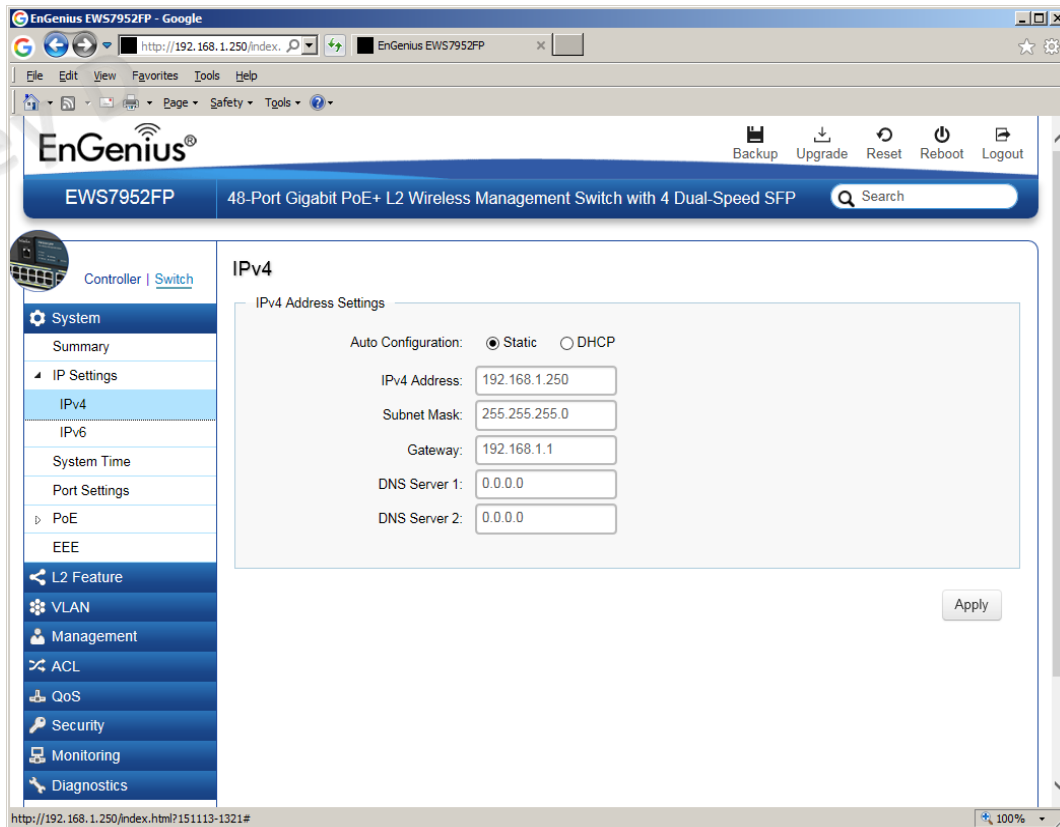 EnGenius EWS7952FP - Google
http://192.168.1.250/index.
EnGenius EWS7952FP
File Edit View Favorites Tools Help
Page Safety Tools
EnGenius®
Backup Upgrade Reset Reboot Logout
EWS7952FP
48-Port Gigabit PoE+ L2 Wireless Management Switch with 4 Dual-Speed SFP
Search
Controller | Switch
System
Summary
IP Settings
IPv4
IPv6
System Time
Port Settings
PoE
EEE
L2 Feature
VLAN
Management
ACL
QoS
Security
Monitoring
Diagnostics
IPv4
IPv4 Address Settings
Auto Configuration: Static DHCP
IPv4 Address: 192.168.1.250
Subnet Mask: 255.255.255.0
Gateway: 192.168.1.1
DNS Server 1: 0.0.0.0
DNS Server 2: 0.0.0.0
Apply
http://192.168.1.250/index.html?151113-1321#
100%